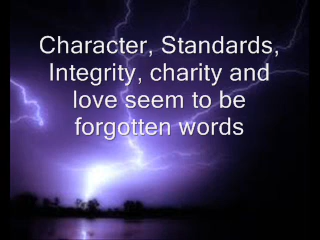 Character, Standards,
Integrity, charity and
love seem to be
forgotten words